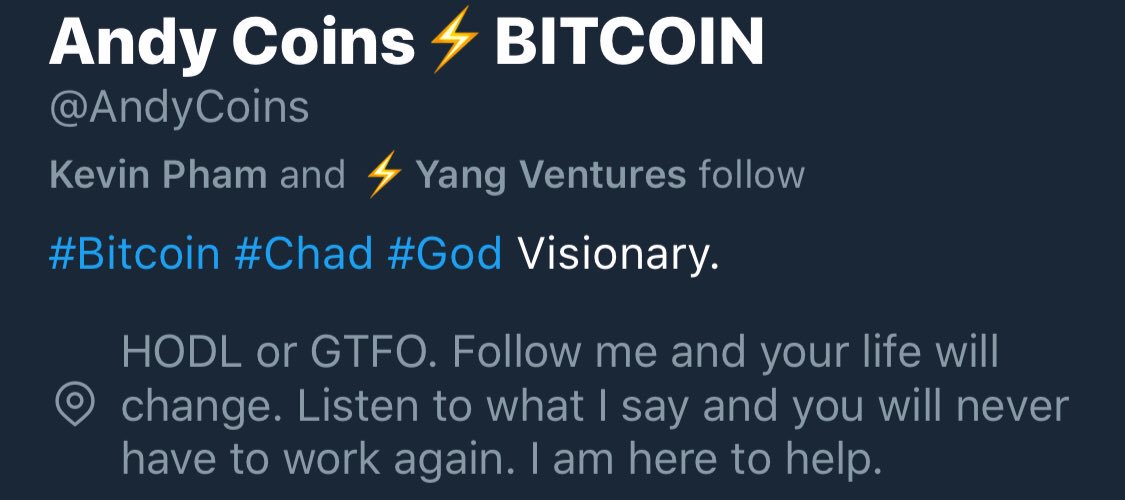 Andy Coins⚡BITCOIN
@AndyCoins
Kevin Pham and ⚡ Yang Ventures follow
#Bitcoin #Chad #God Visionary.
HODL or GTFO. Follow me and your life will
change. Listen to what I say and you will never
have to work again. I am here to help.